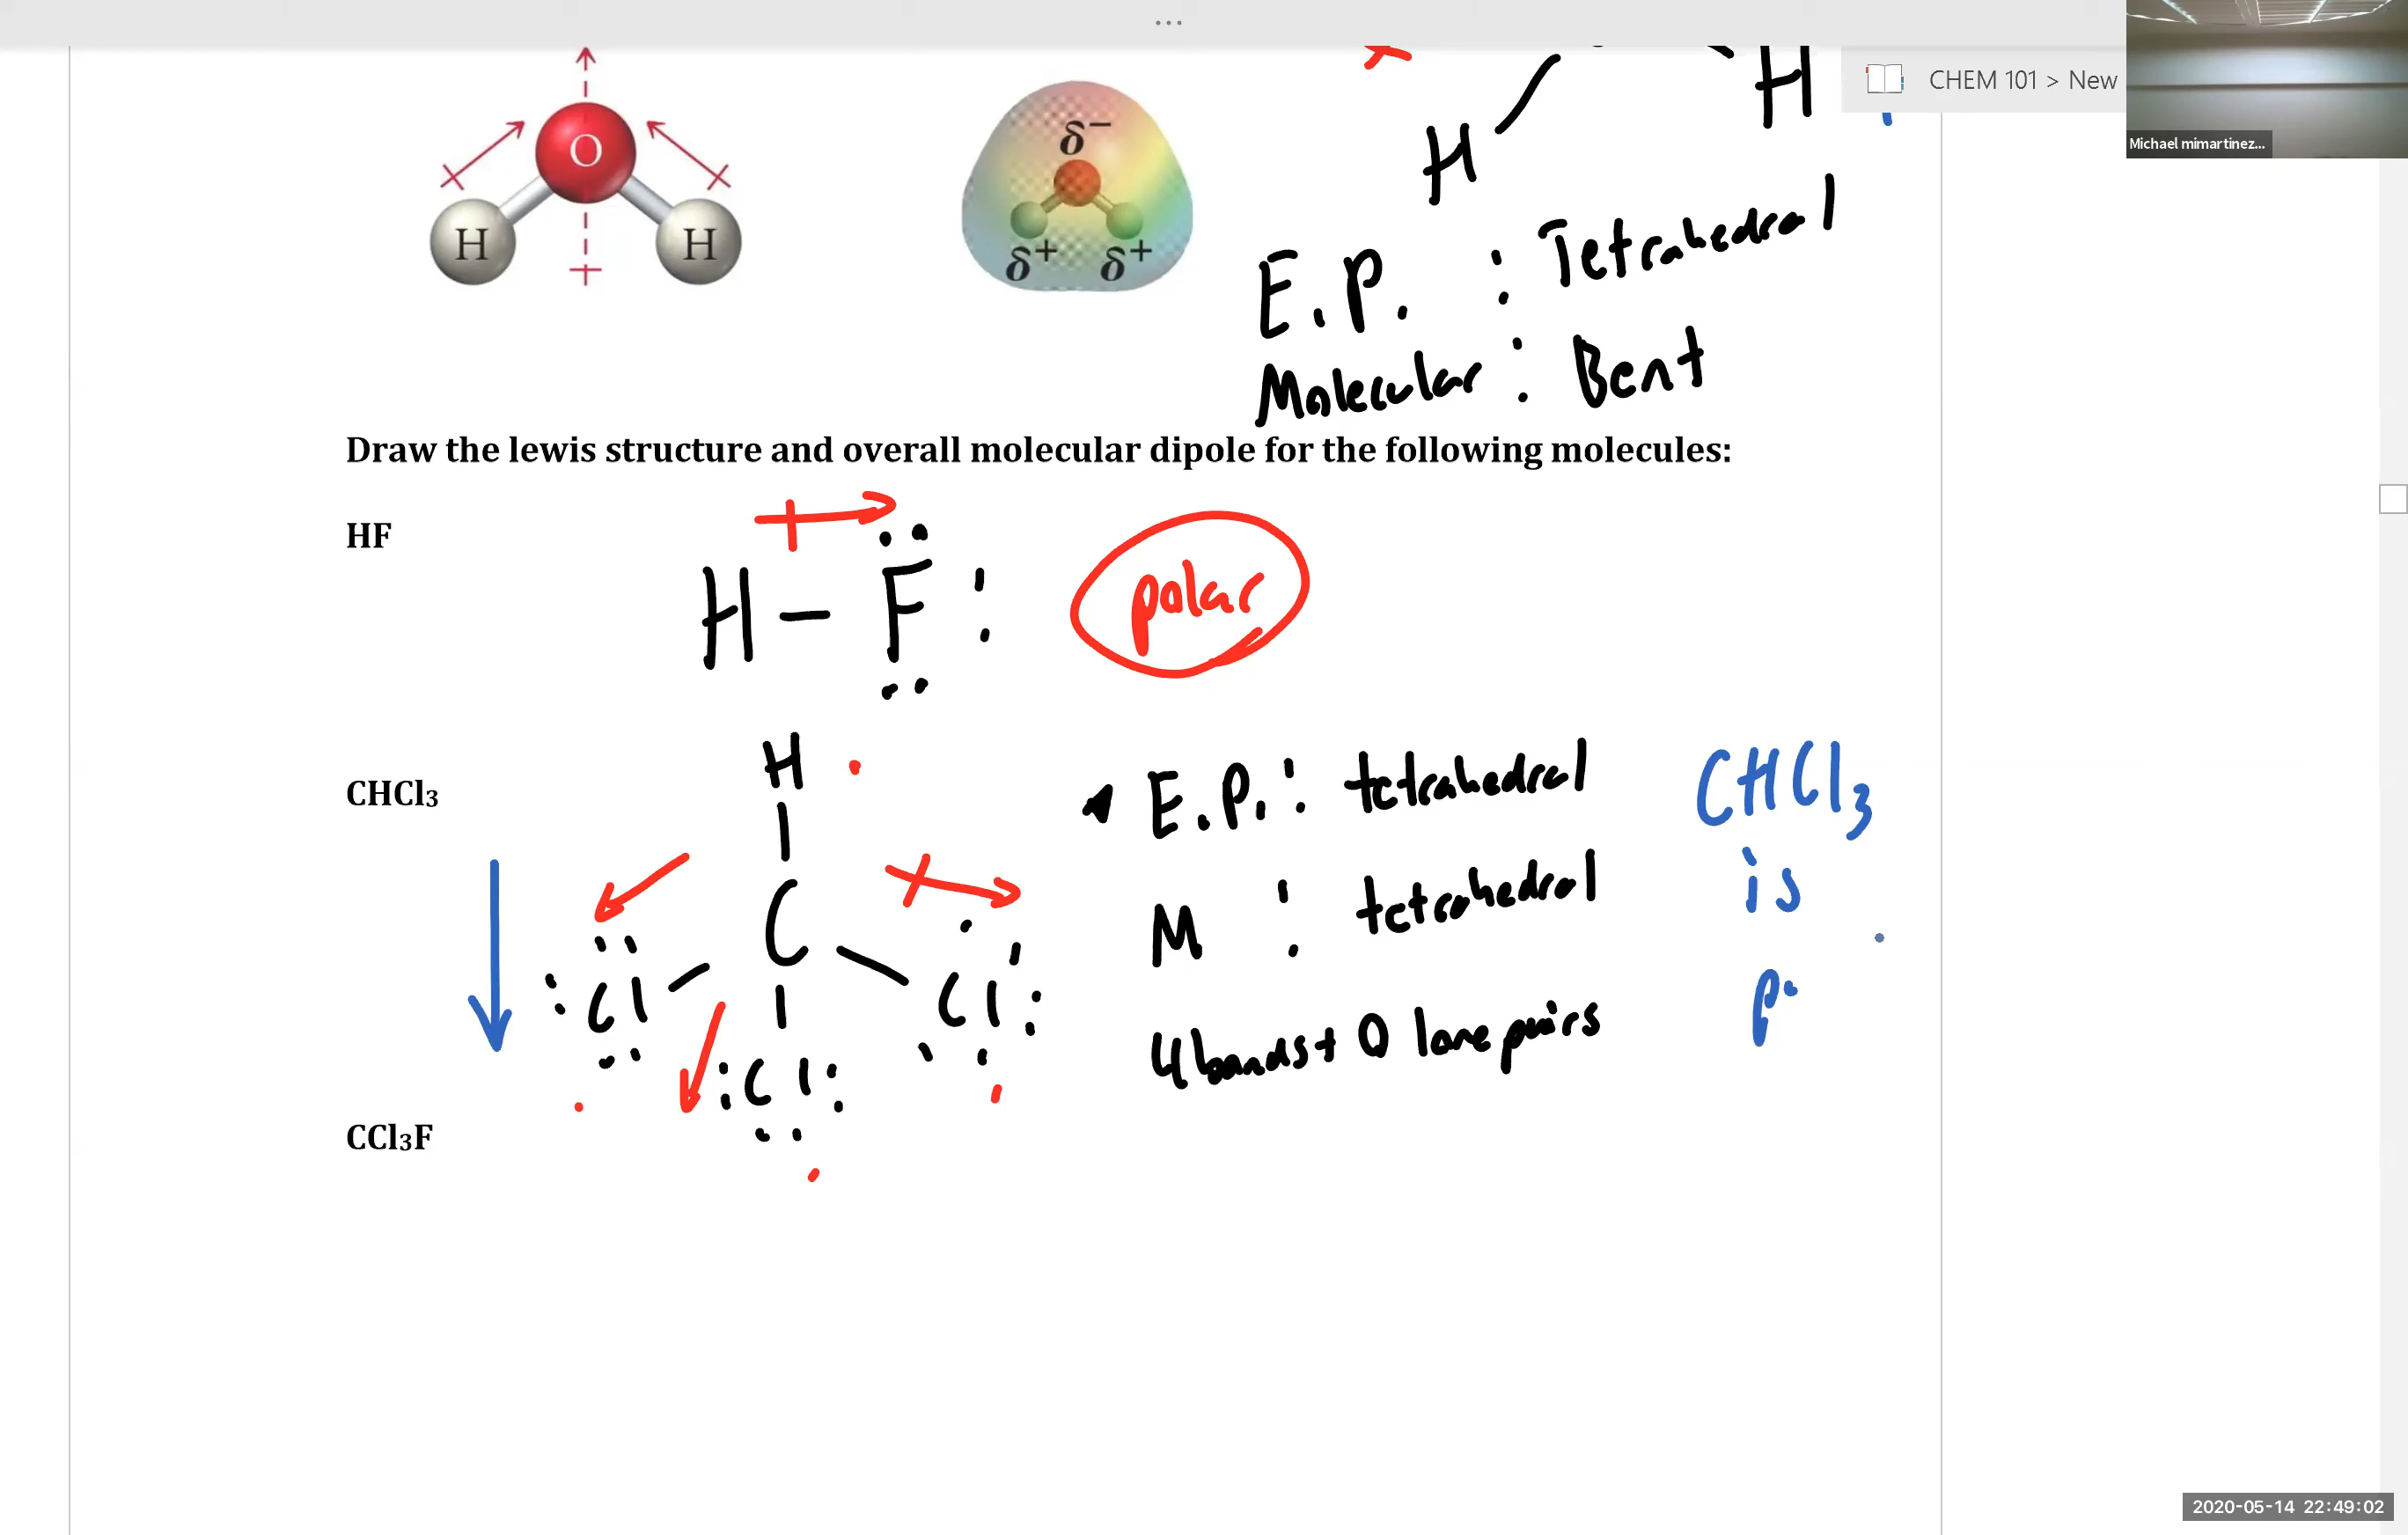 ...
CHEM 101 > New
Michael mimartinez...
O
H
H
δ−
δ+
δ+
H
H
E.P. : Tetrahedral
Molecular : Bent
Draw the lewis structure and overall molecular dipole for the following molecules:
HF
H – F
polar
CHCl3
H
C
Cl
Cl
Cl
E.P. : tetrahedral
M : tetrahedral
4 bonds + 0 lone pairs
CHCl3
is
CCl3F
2020-05-14 22:49:02